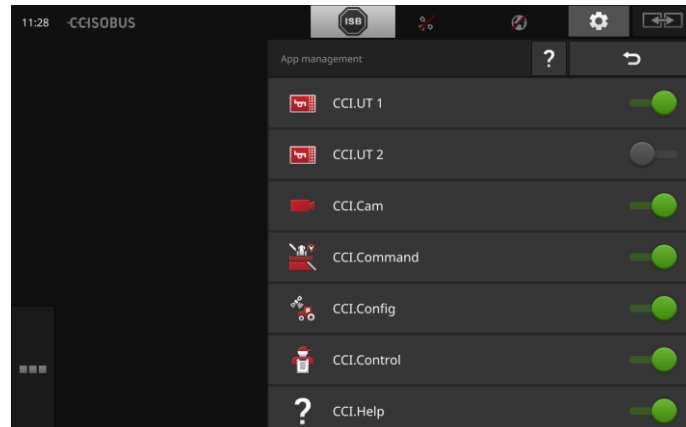 11:28 -CCISOBUS ISB
App management ?
CCI.UT 1
CCI.UT 2
CCI.Cam
CCI.Command
CCI.Config
CCI.Control
? CCI.Help